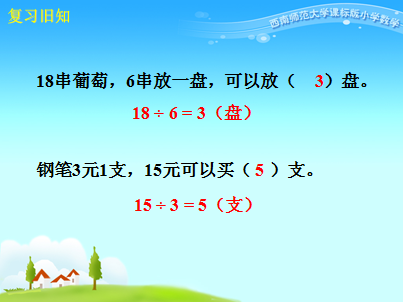 复习旧知
西南师范大学课标版小学数学
18串葡萄，6串放一盘，可以放（ 3）盘。
18 ÷ 6 = 3（盘）
钢笔3元1支，15元可以买（ 5 ）支。
15 ÷ 3 = 5（支）